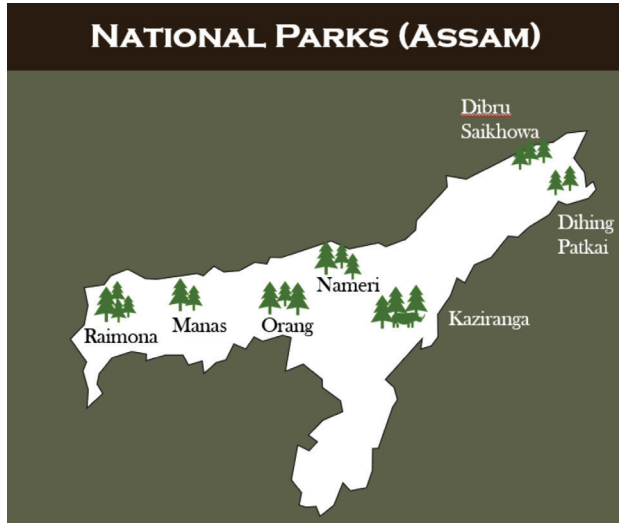 National Parks (Assam)
Dibru
Saikhowa
Dihing
Patkai
Nameri
Raimona
Manas
Orang
Kaziranga